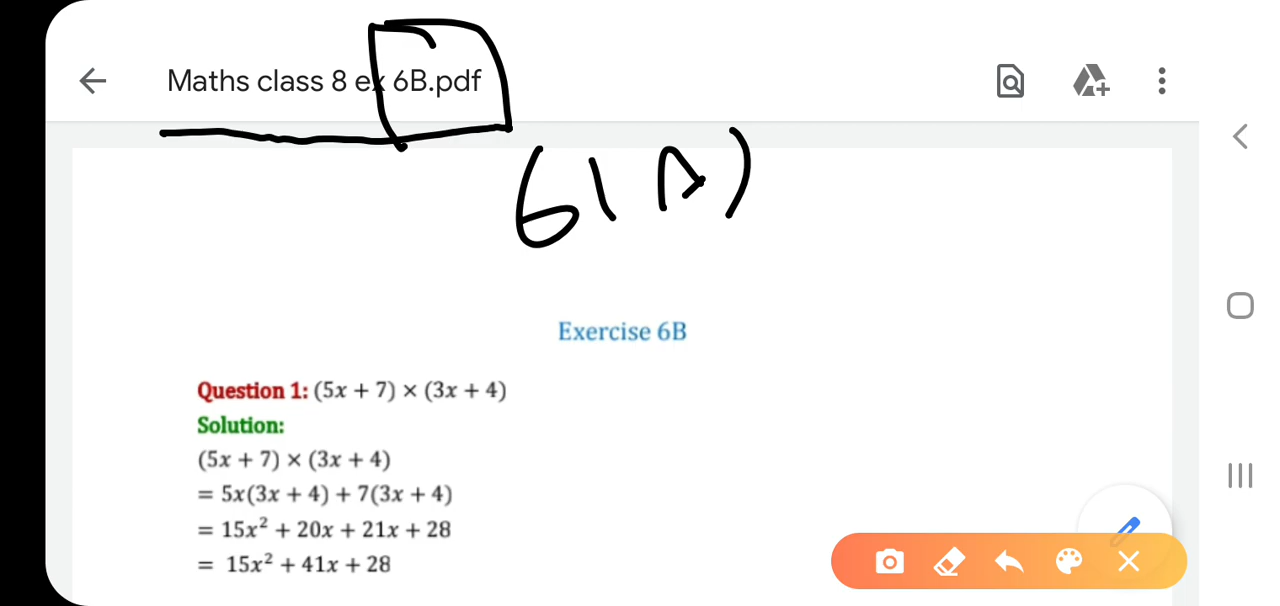 Maths class 8 ex 6B.pdf
6(A)
Exercise 6B
Question 1: (5x + 7) × (3x + 4)
Solution:
(5x + 7) × (3x + 4)
= 5x(3x + 4) + 7(3x + 4)
= 15x² + 20x + 21x + 28
= 15x² + 41x + 28